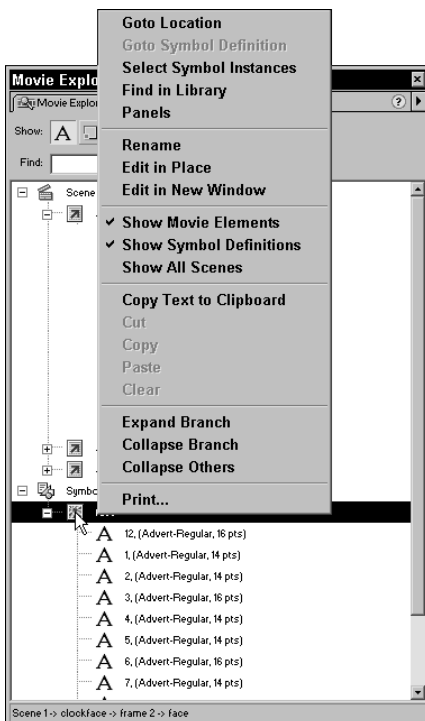 Goto Location
Goto Symbol Definition
Select Symbol Instances
Find in Library
Panels
Rename
Edit in Place
Edit in New Window
Show Movie Elements
Show Symbol Definitions
Show All Scenes
Copy Text to Clipboard
Cut
Copy
Paste
Clear
Expand Branch
Collapse Branch
Collapse Others
Print...
Movie Explo
Movie Explor
Show: A
Find:
Scene
Symbo
A 12, (Advert-Regular, 16 pts)
A 1, (Advert-Regular, 14 pts)
A 2, (Advert-Regular, 14 pts)
A 3, (Advert-Regular, 16 pts)
A 4, (Advert-Regular, 14 pts)
A 5, (Advert-Regular, 14 pts)
A 6, (Advert-Regular, 16 pts)
A 7, (Advert-Regular, 14 pts)
Scene 1-> clockface-> frame 2-> face